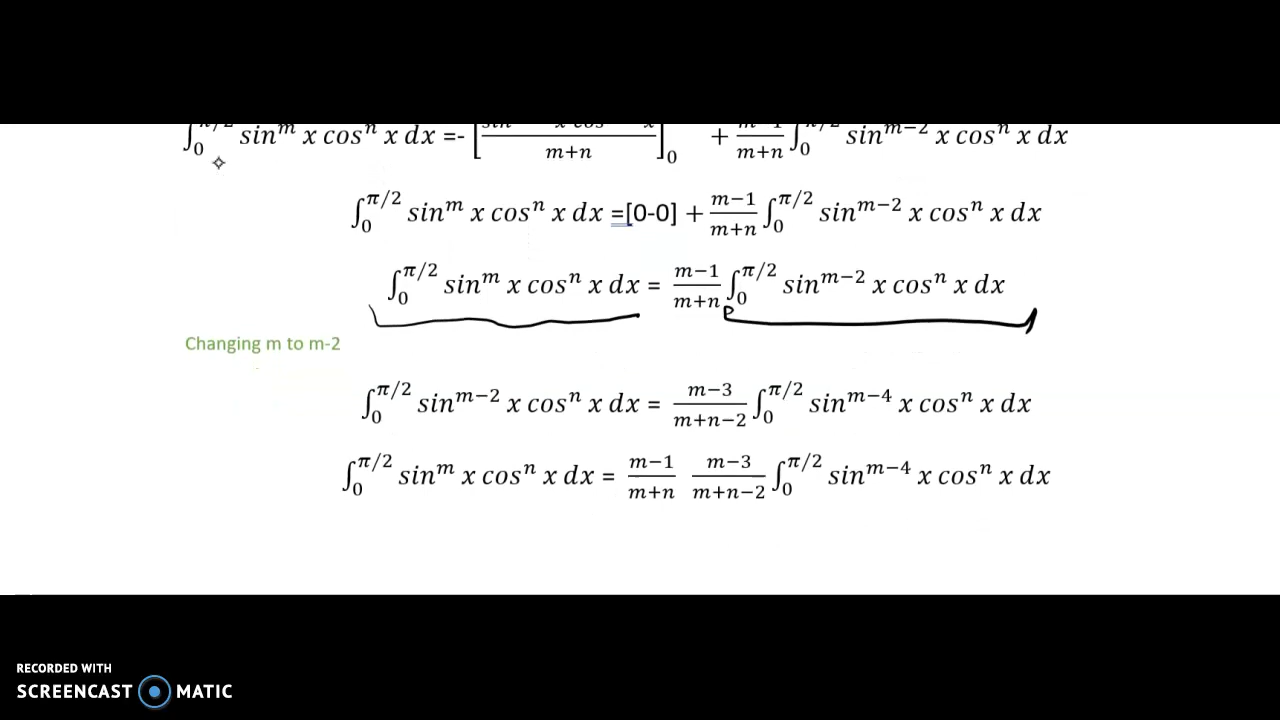 ∫₀^π/2 sin^m x cos^n x dx =- [ / m+n ]₀ + m−1/m+n ∫₀^π/2 sin^m−2 x cos^n x dx
∫₀^π/2 sin^m x cos^n x dx =[0-0] + m−1/m+n ∫₀^π/2 sin^m−2 x cos^n x dx
∫₀^π/2 sin^m x cos^n x dx = m−1/m+n ∫₀^π/2 sin^m−2 x cos^n x dx
Changing m to m-2
∫₀^π/2 sin^m−2 x cos^n x dx = m−3/m+n−2 ∫₀^π/2 sin^m−4 x cos^n x dx
∫₀^π/2 sin^m x cos^n x dx = m−1/m+n m−3/m+n−2 ∫₀^π/2 sin^m−4 x cos^n x dx
RECORDED WITH
SCREENCAST MATIC